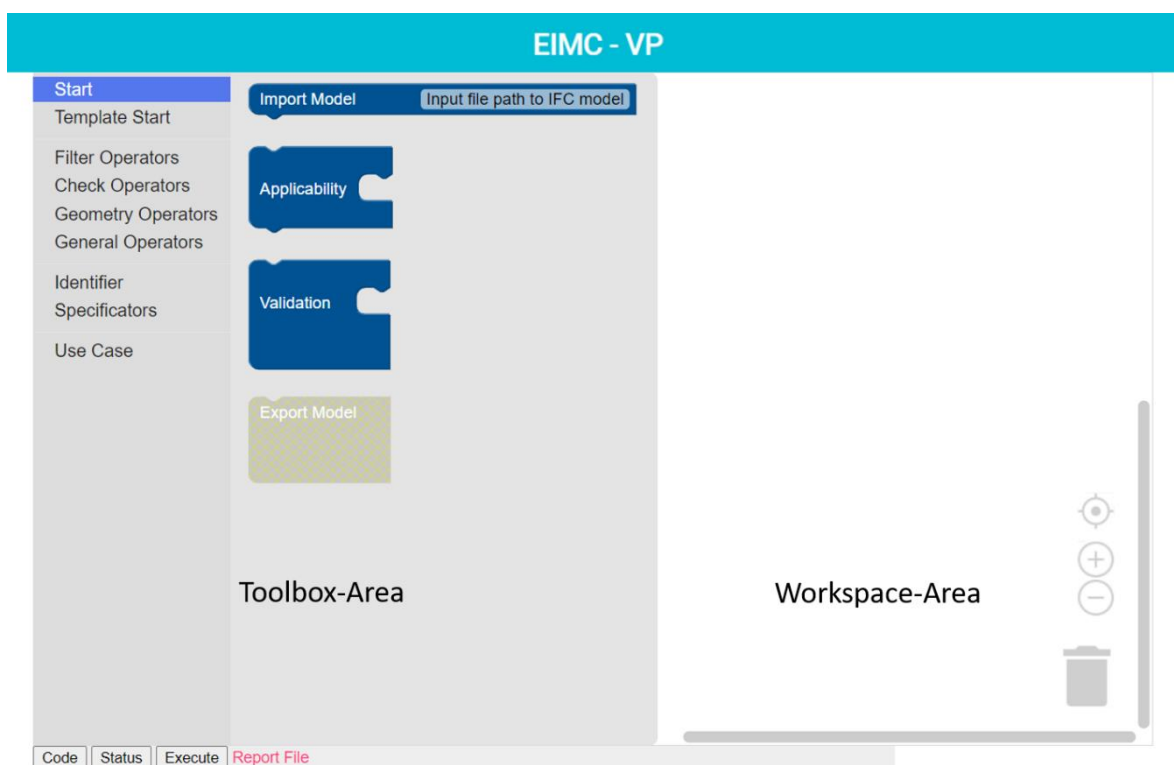 EIMC - VP
Start
Template Start
Filter Operators
Check Operators
Geometry Operators
General Operators
Identifier
Specificators
Use Case
Import Model Input file path to IFC model
Applicability
Validation
Export Model
Toolbox-Area
Workspace-Area
Code Status Execute Report File